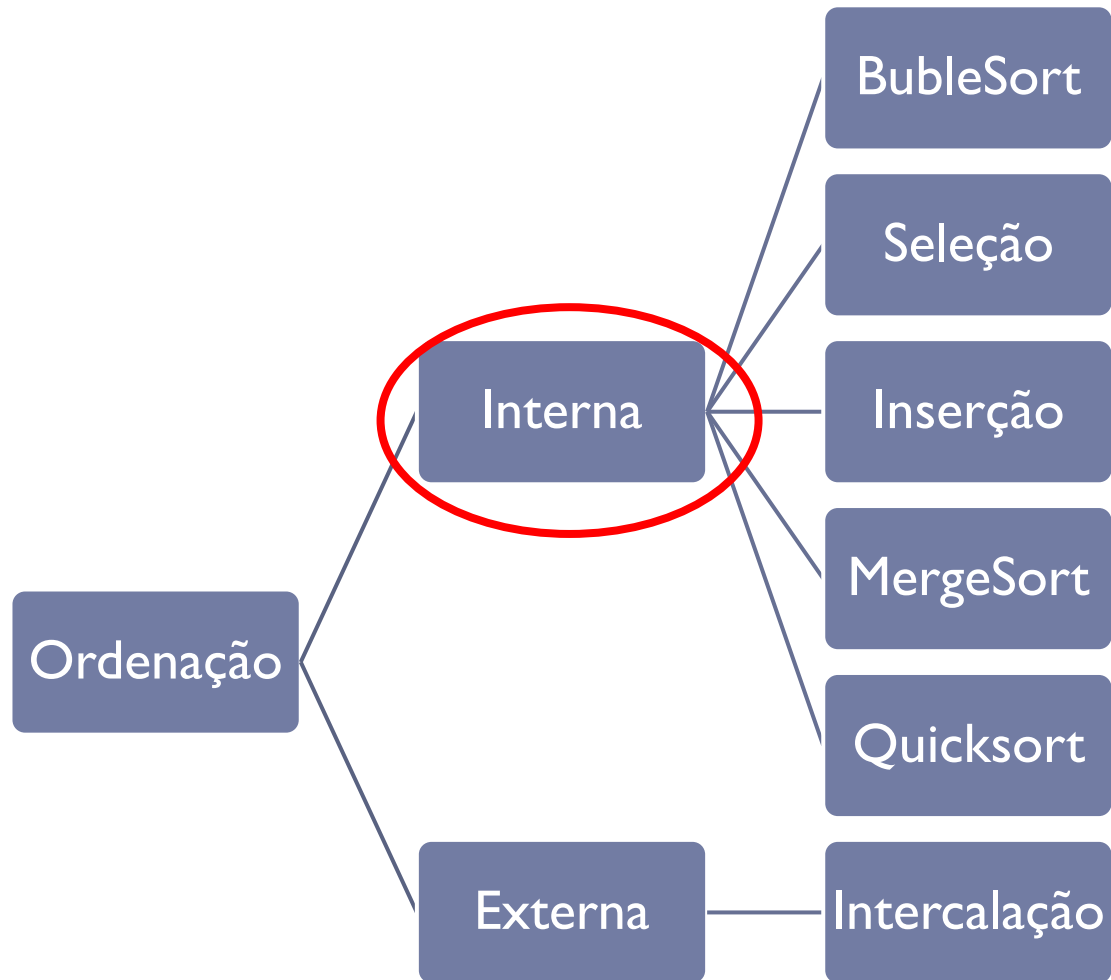 BubleSort
Seleção
Interna
Inserção
MergeSort
Ordenação
Quicksort
Externa
Intercalação